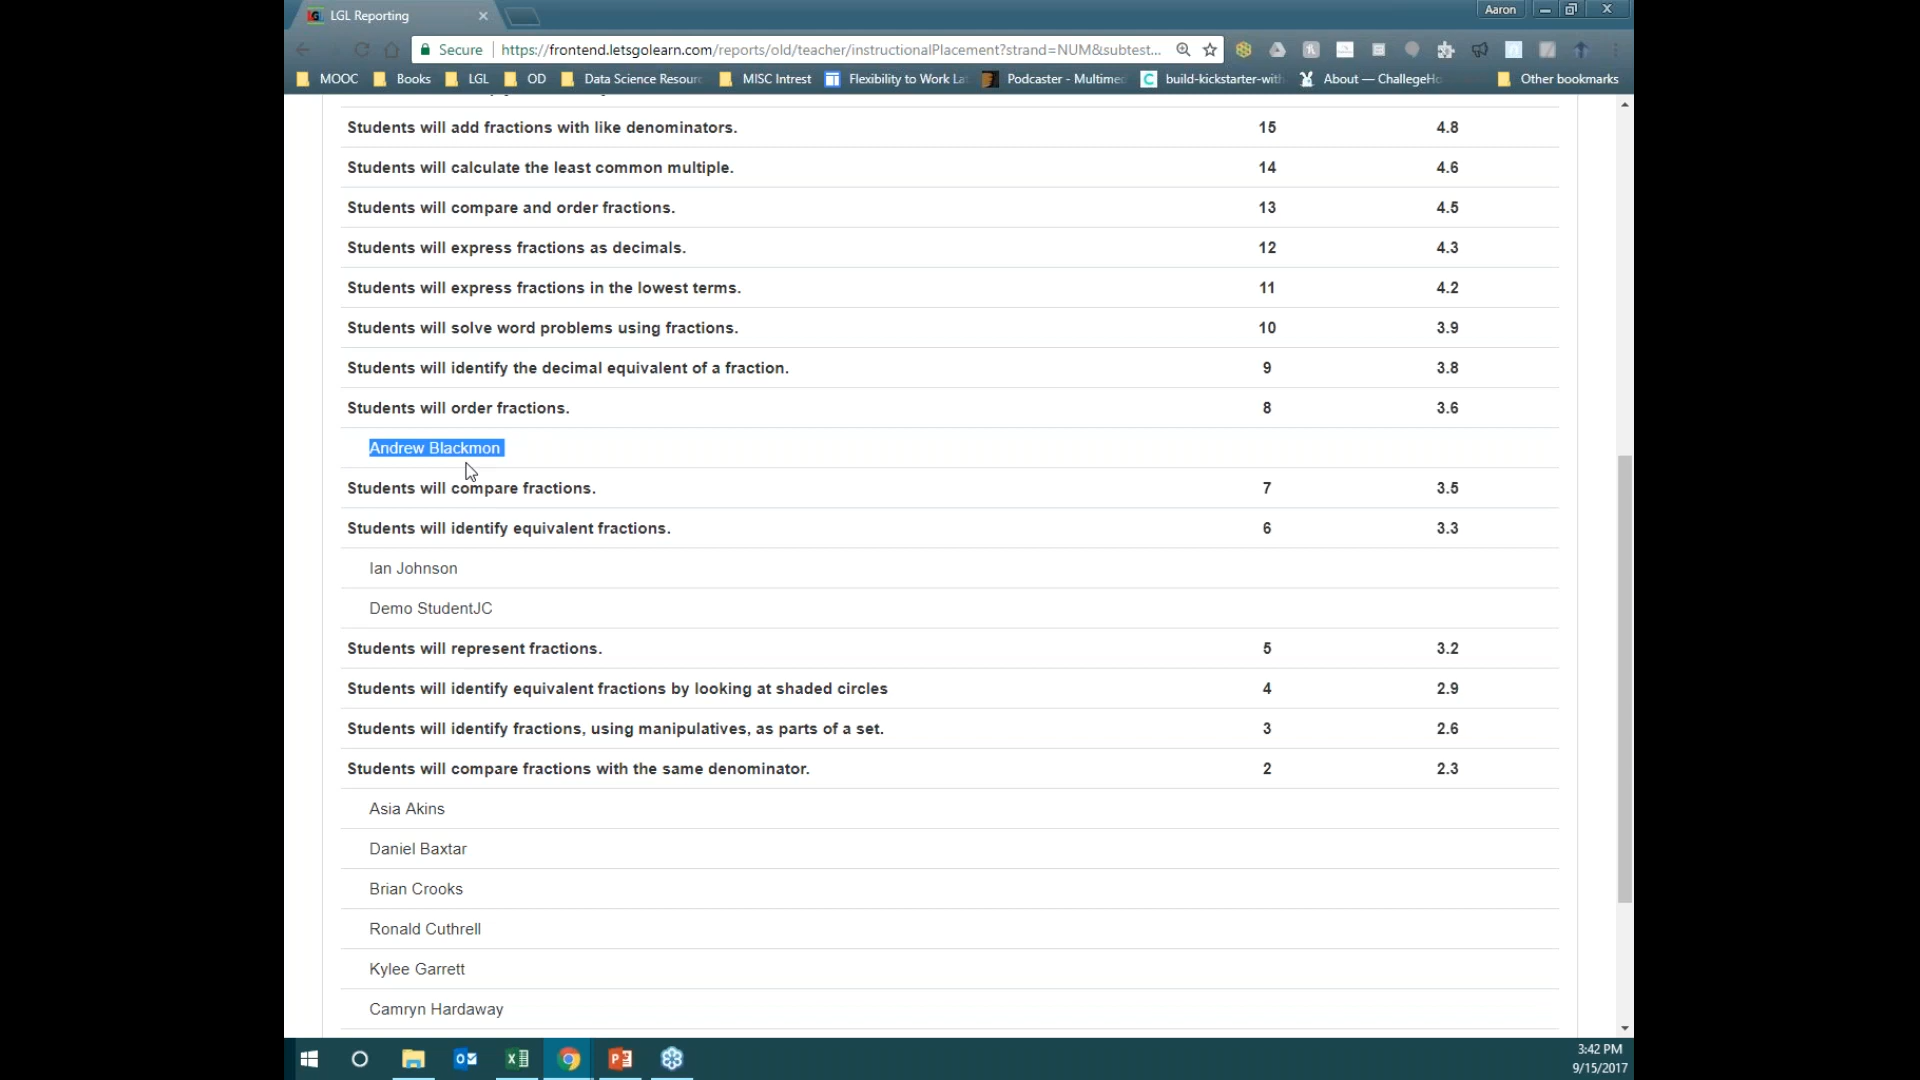 LGL Reporting
Aaron
Secure | https://frontend.letsgolearn.com/reports/old/teacher/instructionalPlacement?strand=NUM&subtest...
MOOC Books LGL OD Data Science Resour MISC Intrest Flexibility to Work La Podcaster - Multimed build-kickstarter-with About — ChallegeHo Other bookmarks
Students will add fractions with like denominators. 15 4.8
Students will calculate the least common multiple. 14 4.6
Students will compare and order fractions. 13 4.5
Students will express fractions as decimals. 12 4.3
Students will express fractions in the lowest terms. 11 4.2
Students will solve word problems using fractions. 10 3.9
Students will identify the decimal equivalent of a fraction. 9 3.8
Students will order fractions. 8 3.6
Andrew Blackmon
Students will compare fractions. 7 3.5
Students will identify equivalent fractions. 6 3.3
Ian Johnson
Demo StudentJC
Students will represent fractions. 5 3.2
Students will identify equivalent fractions by looking at shaded circles 4 2.9
Students will identify fractions, using manipulatives, as parts of a set. 3 2.6
Students will compare fractions with the same denominator. 2 2.3
Asia Akins
Daniel Baxtar
Brian Crooks
Ronald Cuthrell
Kylee Garrett
Camryn Hardaway
3:42 PM
9/15/2017